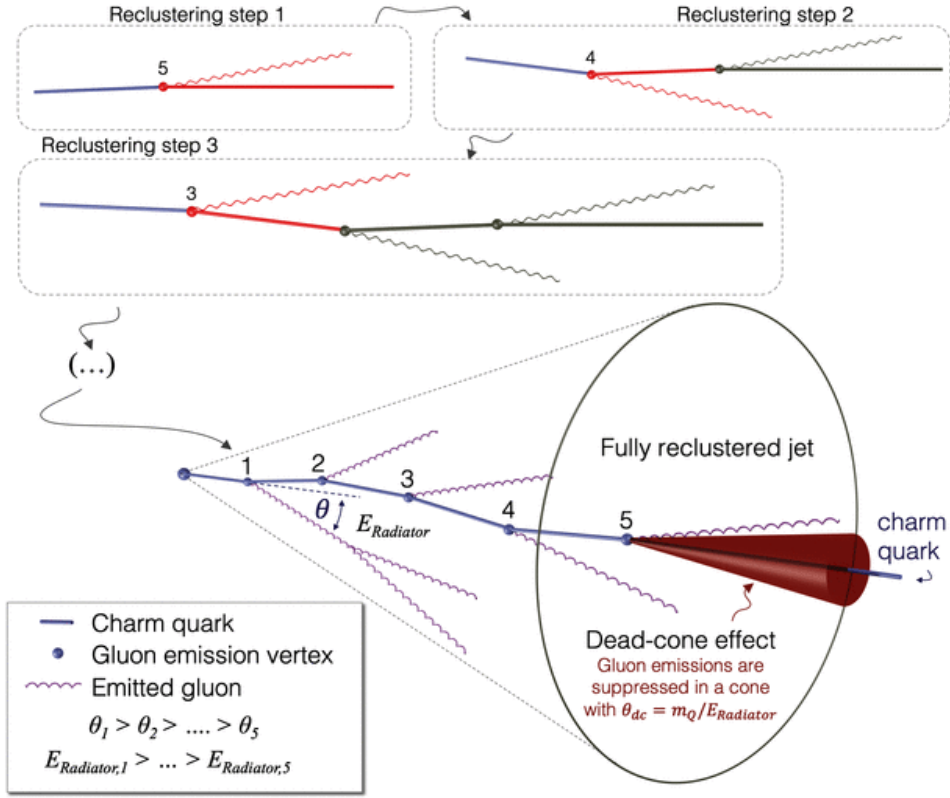 Reclustering step 1
5
Reclustering step 2
4
Reclustering step 3
3
(...)
Fully reclustered jet
1
2
3
4
5
θ
E_Radiator
charm
quark
Dead-cone effect
Gluon emissions are
suppressed in a cone
with θ_dc = m_Q/E_Radiator
Charm quark
Gluon emission vertex
Emitted gluon
θ_1 > θ_2 > .... > θ_5
E_Radiator,1 > ... > E_Radiator,5